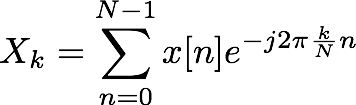 $X_k = \sum_{n=0}^{N-1} x[n] e^{-j2\pi \frac{k}{N} n}$